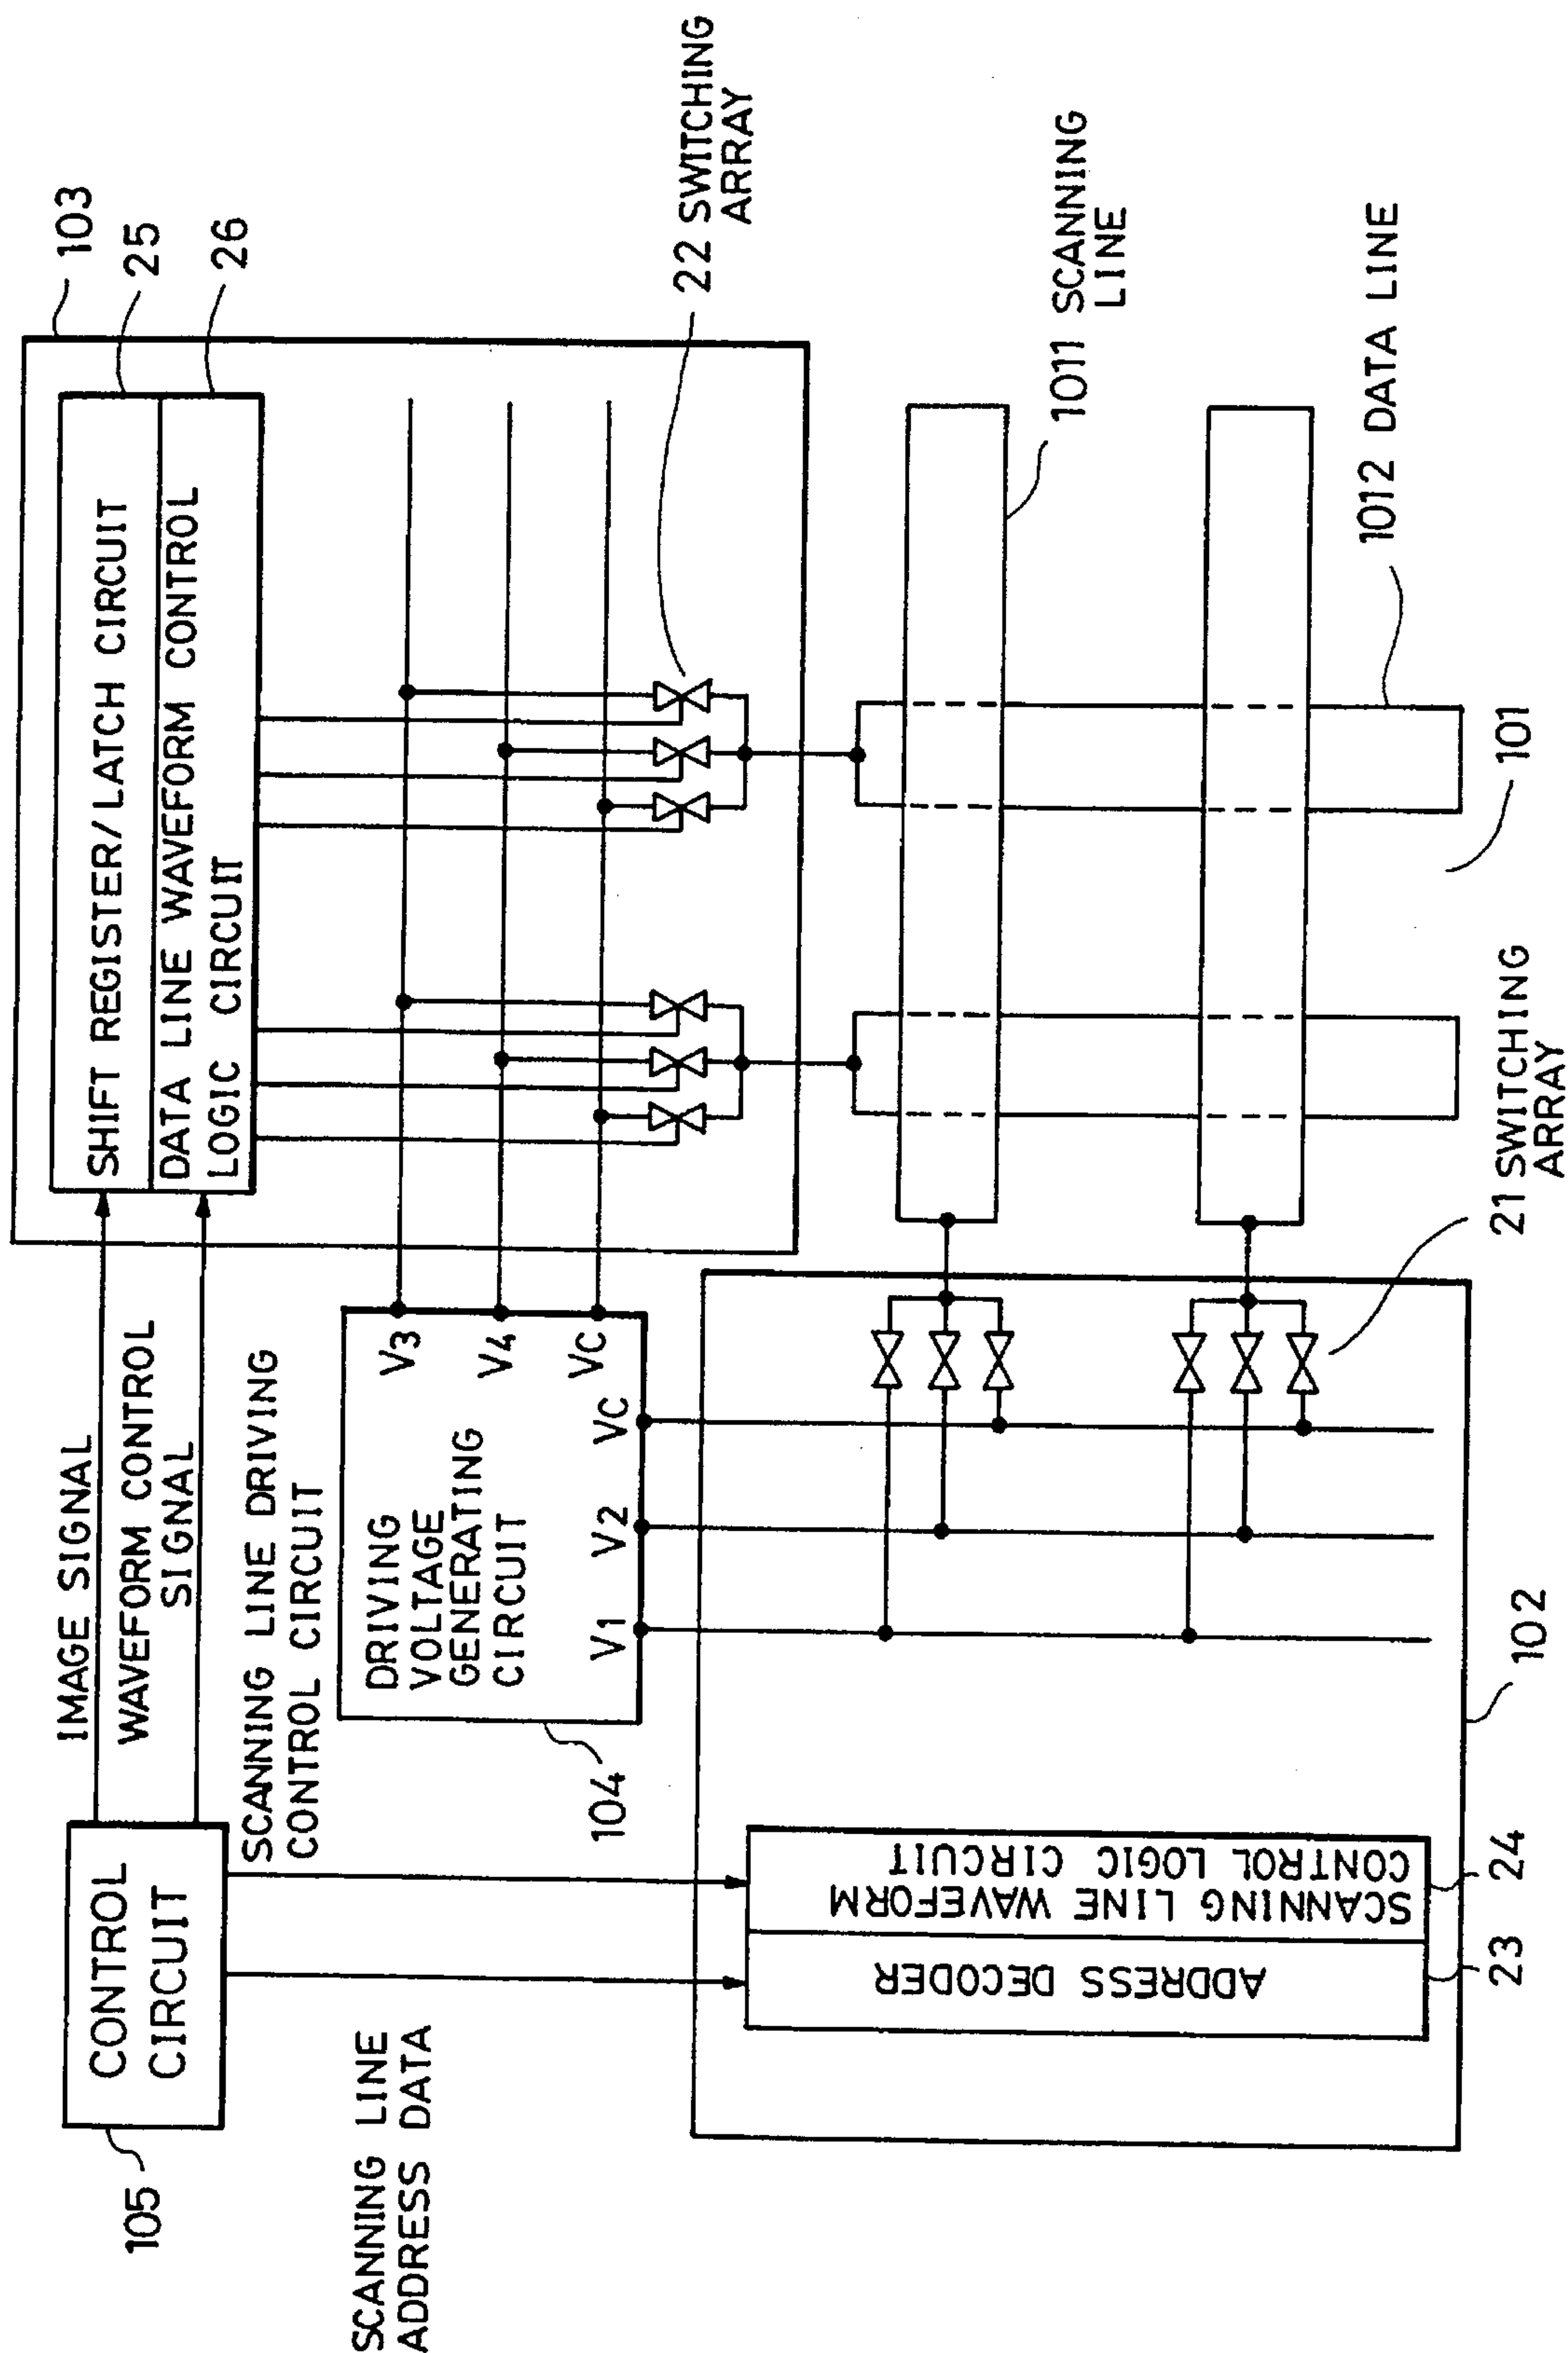 105
CONTROL
CIRCUIT
IMAGE SIGNAL
WAVEFORM CONTROL
SIGNAL
SCANNING LINE DRIVING
CONTROL CIRCUIT
SCANNING LINE
ADDRESS DATA
103
25
26
SHIFT REGISTER/LATCH CIRCUIT
DATA LINE WAVEFORM CONTROL
LOGIC CIRCUIT
22 SWITCHING
ARRAY
104
DRIVING
VOLTAGE
GENERATING
CIRCUIT
V3
V4
VC
V1
V2
VC
1011 SCANNING
LINE
1012 DATA LINE
101
21 SWITCHING
ARRAY
102
ADDRESS DECODER
SCANNING LINE WAVEFORM
CONTROL LOGIC CIRCUIT
23
24